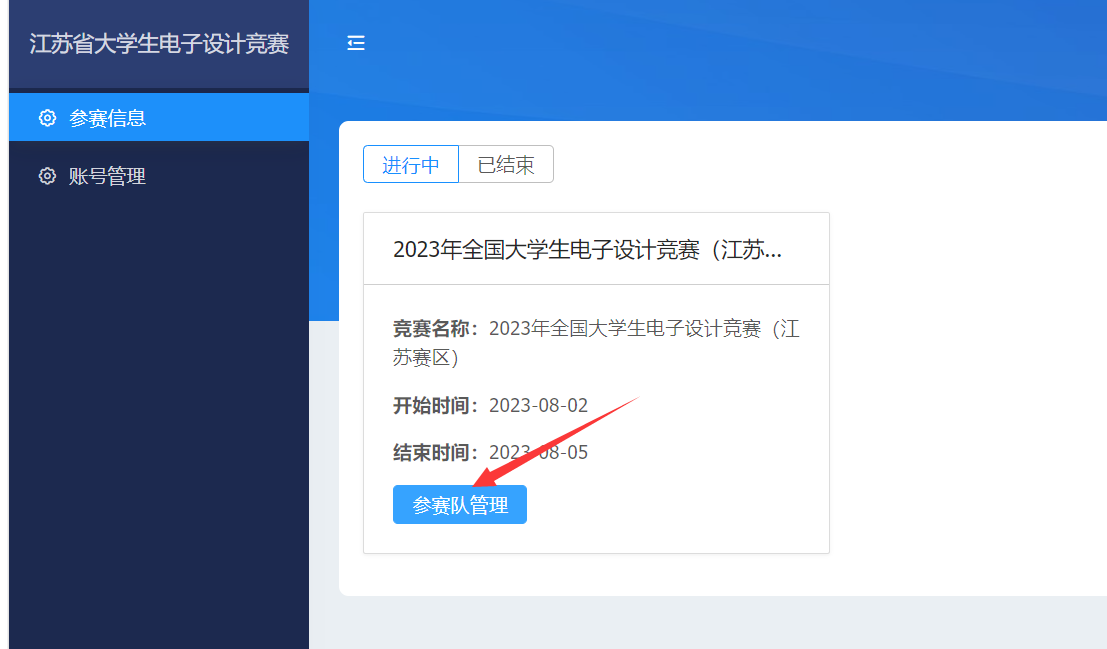 江苏省大学生电子设计竞赛
参赛信息
账号管理
进行中
已结束
2023年全国大学生电子设计竞赛（江苏...
竞赛名称：2023年全国大学生电子设计竞赛（江
苏赛区）
开始时间：2023-08-02
结束时间：2023-08-05
参赛队管理